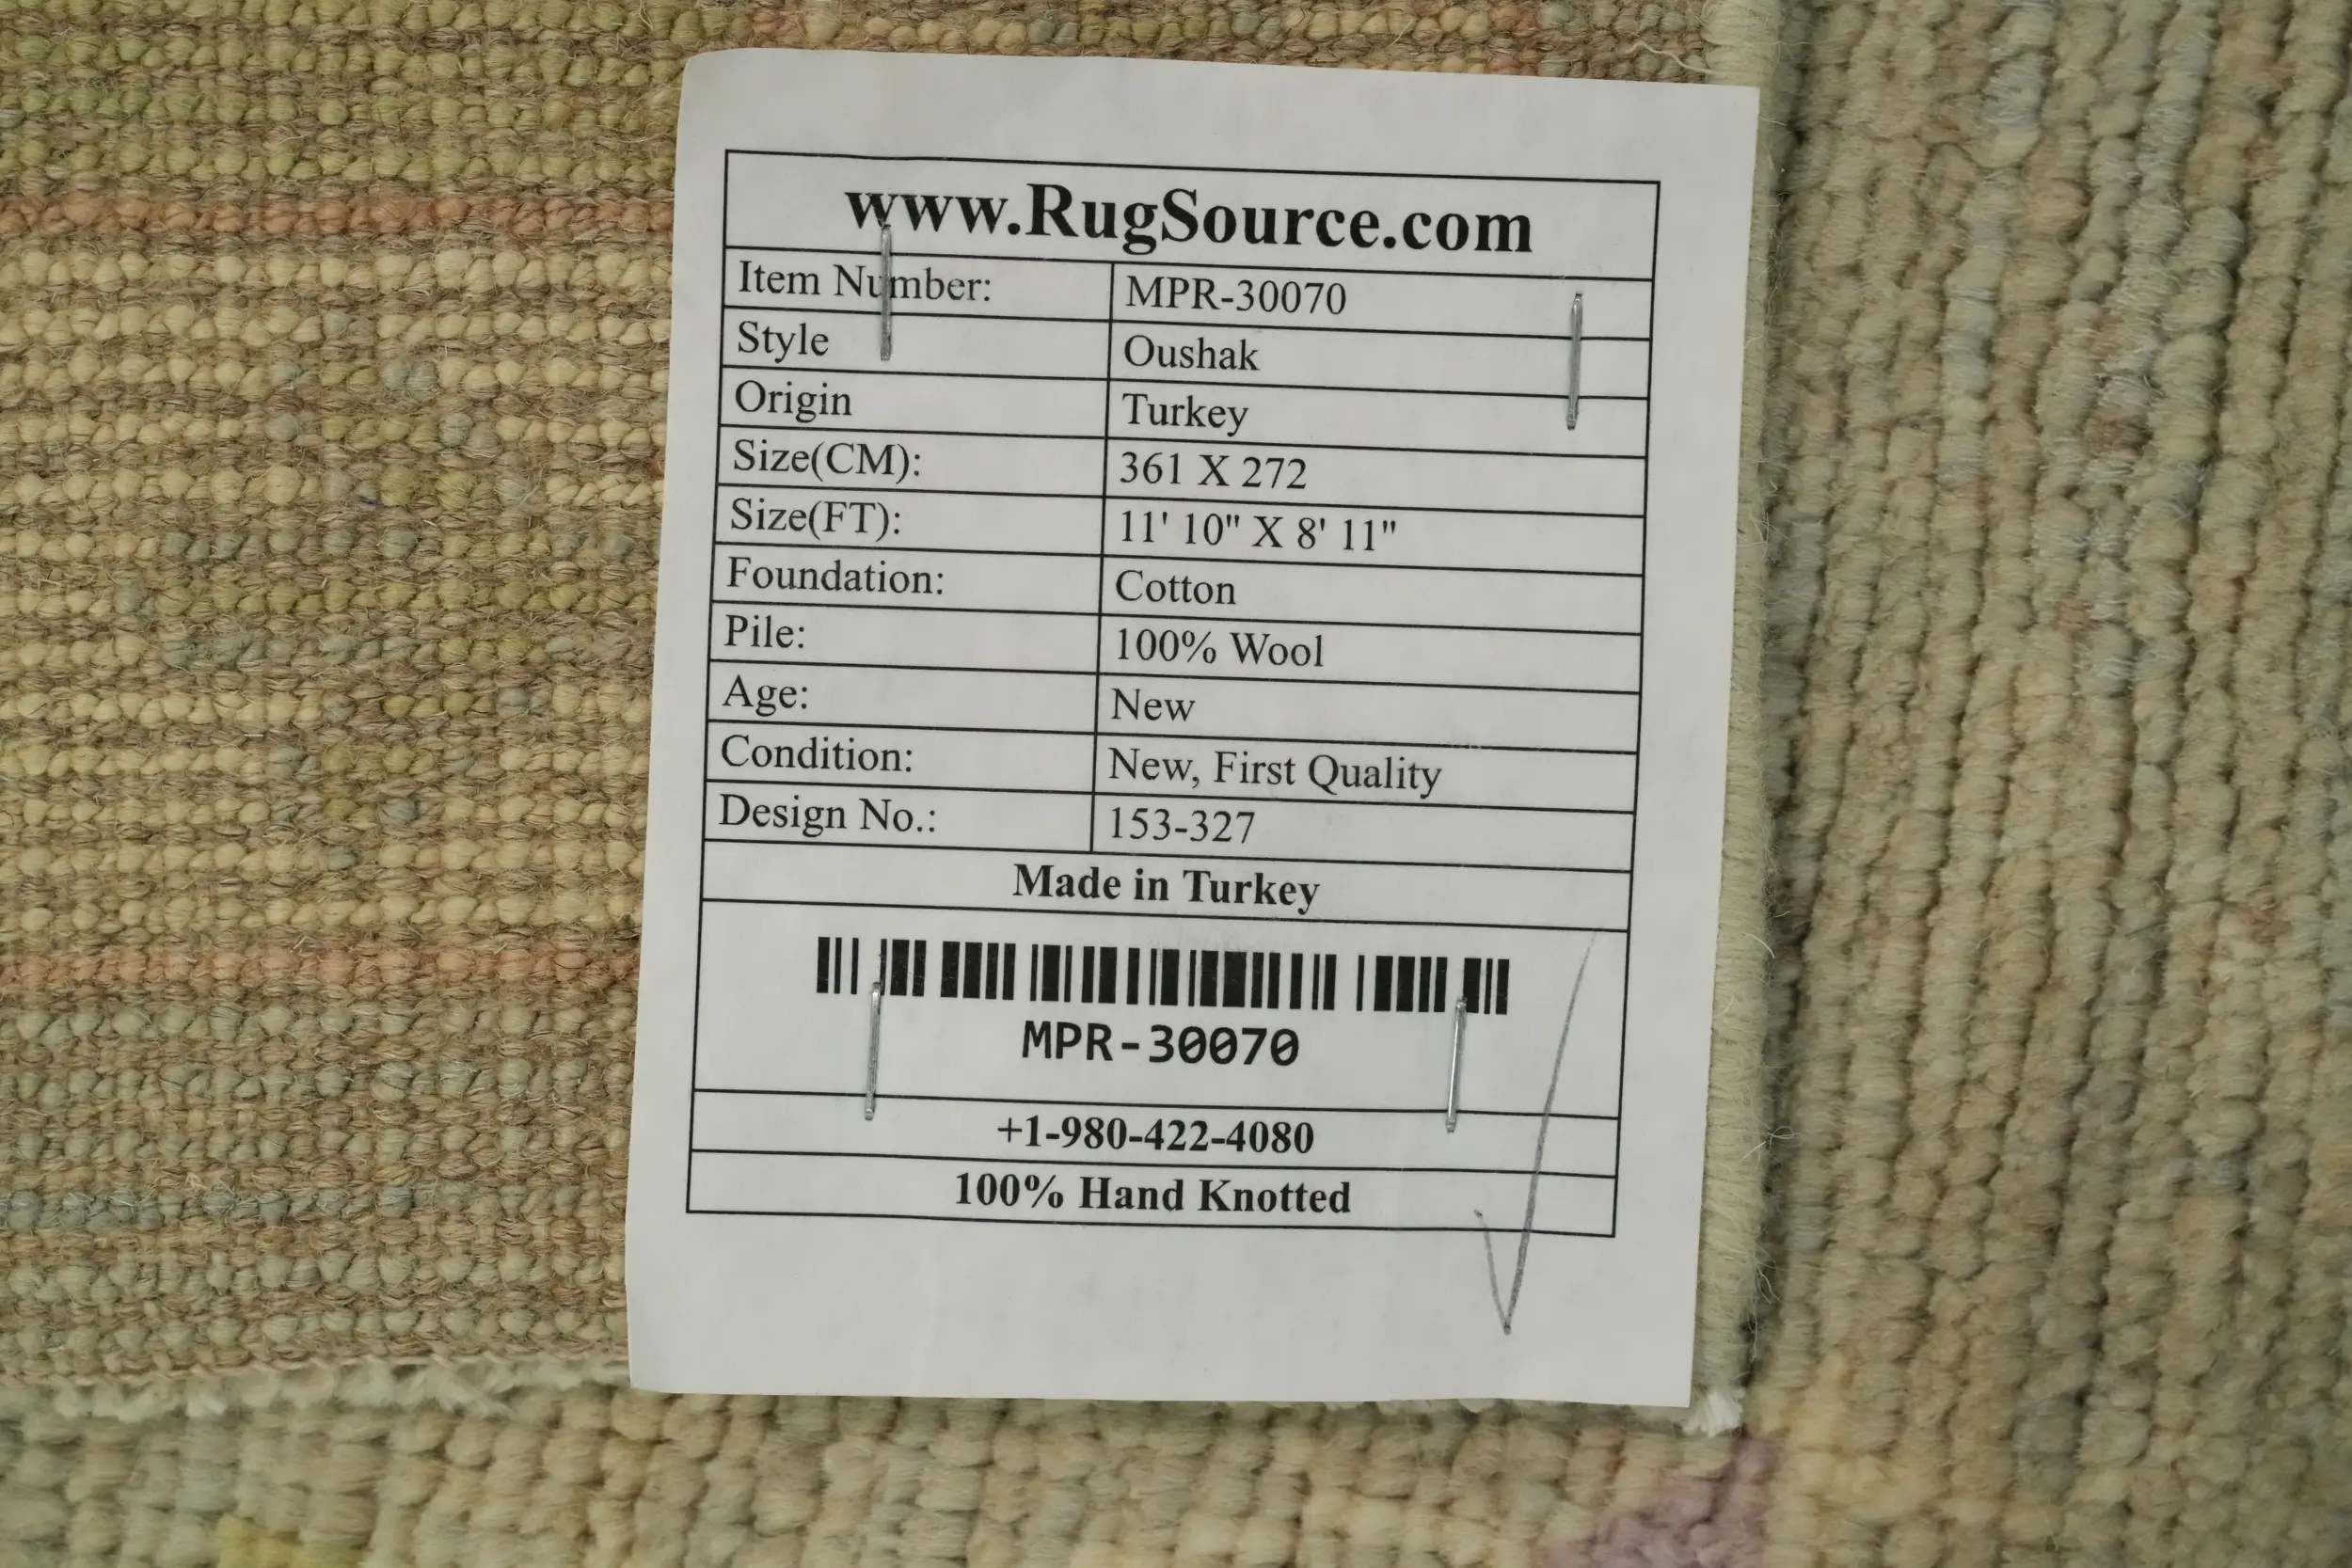 www.RugSource.com
Item Number: MPR-30070
Style Oushak
Origin Turkey
Size(CM): 361 X 272
Size(FT): 11' 10" X 8' 11"
Foundation: Cotton
Pile: 100% Wool
Age: New
Condition: New, First Quality
Design No.: 153-327
Made in Turkey
MPR-30070
+1-980-422-4080
100% Hand Knotted